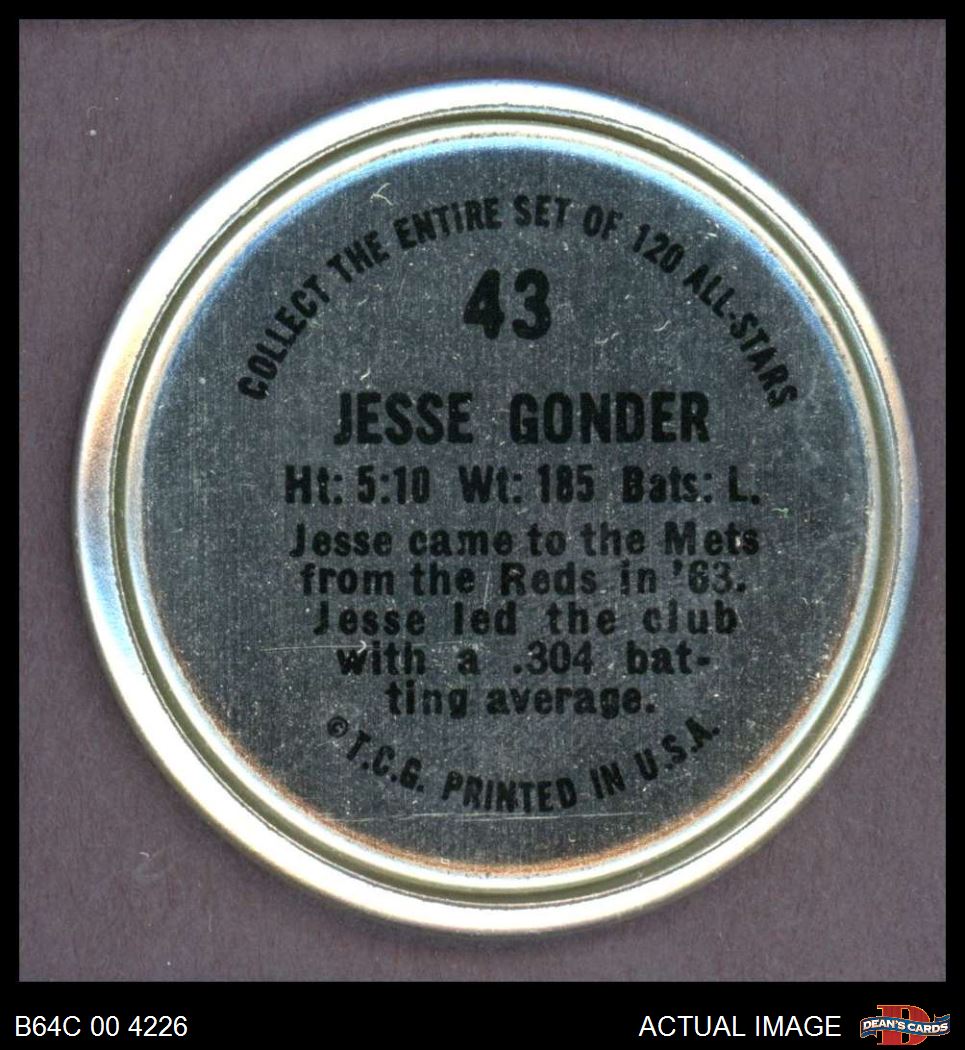 COLLECT THE ENTIRE SET OF 120 ALL-STARS
43
JESSE GONDER
Ht: 5:10 Wt: 185 Bats: L.
Jesse came to the Mets
from the Reds in '63.
Jesse led the club
with a .304 bat-
ting average.
© T.C.G. PRINTED IN U.S.A.
B64C 00 4226
ACTUAL IMAGE
DEAN'S CARDS